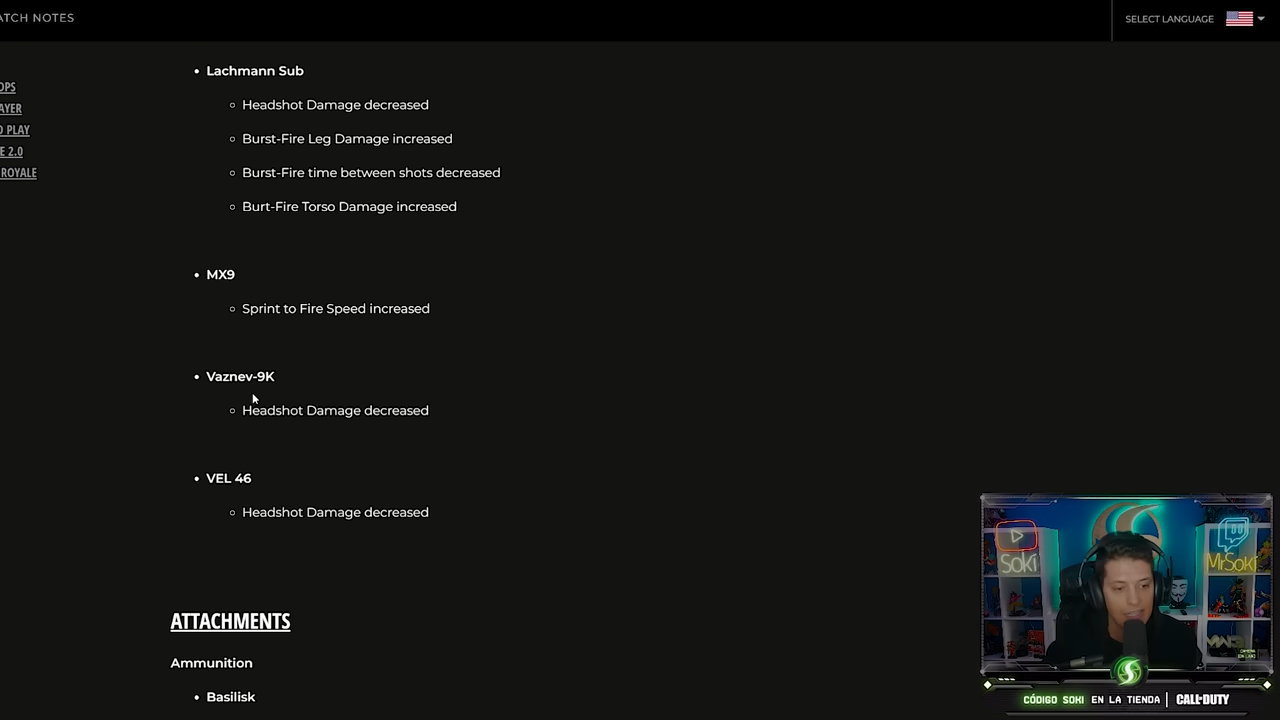 ATCH NOTES
SELECT LANGUAGE
OPS
AYER
O PLAY
E 2.0
ROYALE
• Lachmann Sub
○ Headshot Damage decreased
○ Burst-Fire Leg Damage increased
○ Burst-Fire time between shots decreased
○ Burt-Fire Torso Damage increased
• MX9
○ Sprint to Fire Speed increased
• Vaznev-9K
○ Headshot Damage decreased
• VEL 46
○ Headshot Damage decreased
ATTACHMENTS
Ammunition
• Basilisk
Soki
MrSoki
CÓDIGO SOKI EN LA TIENDA | CALL OF DUTY